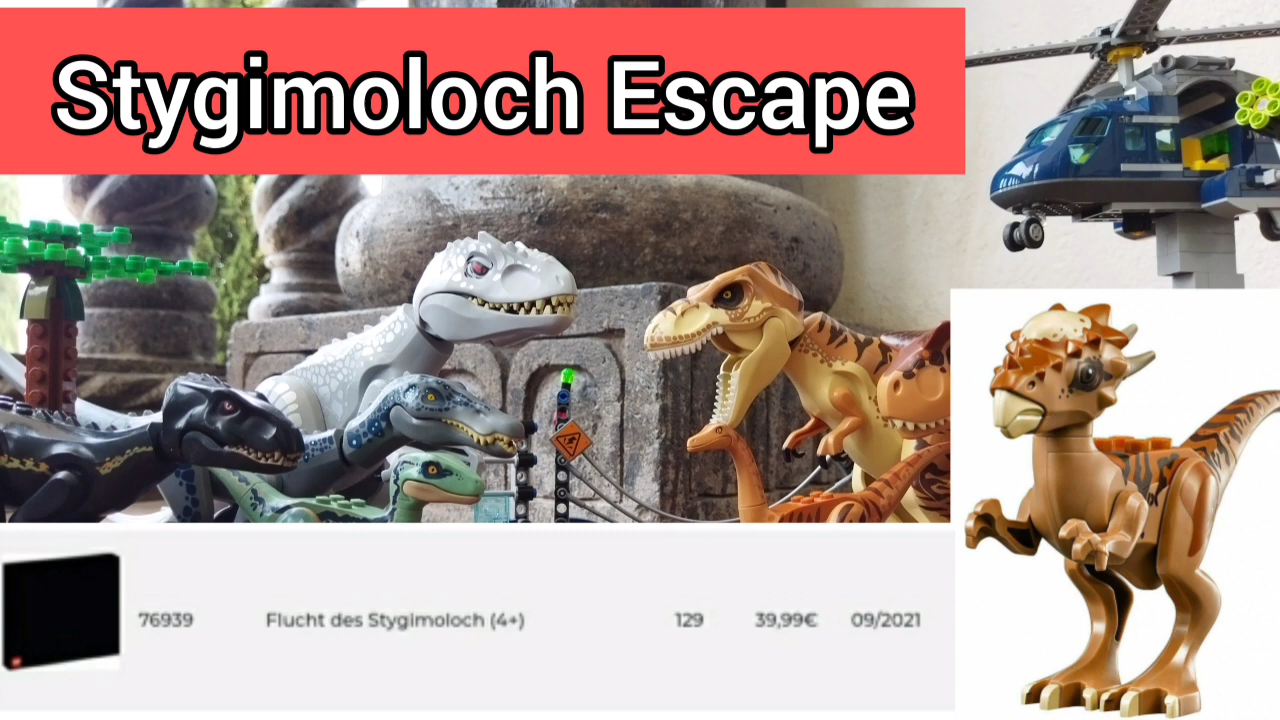 Stygimoloch Escape
76939 Flucht des Stygimoloch (4+) 129 39,99€ 09/2021